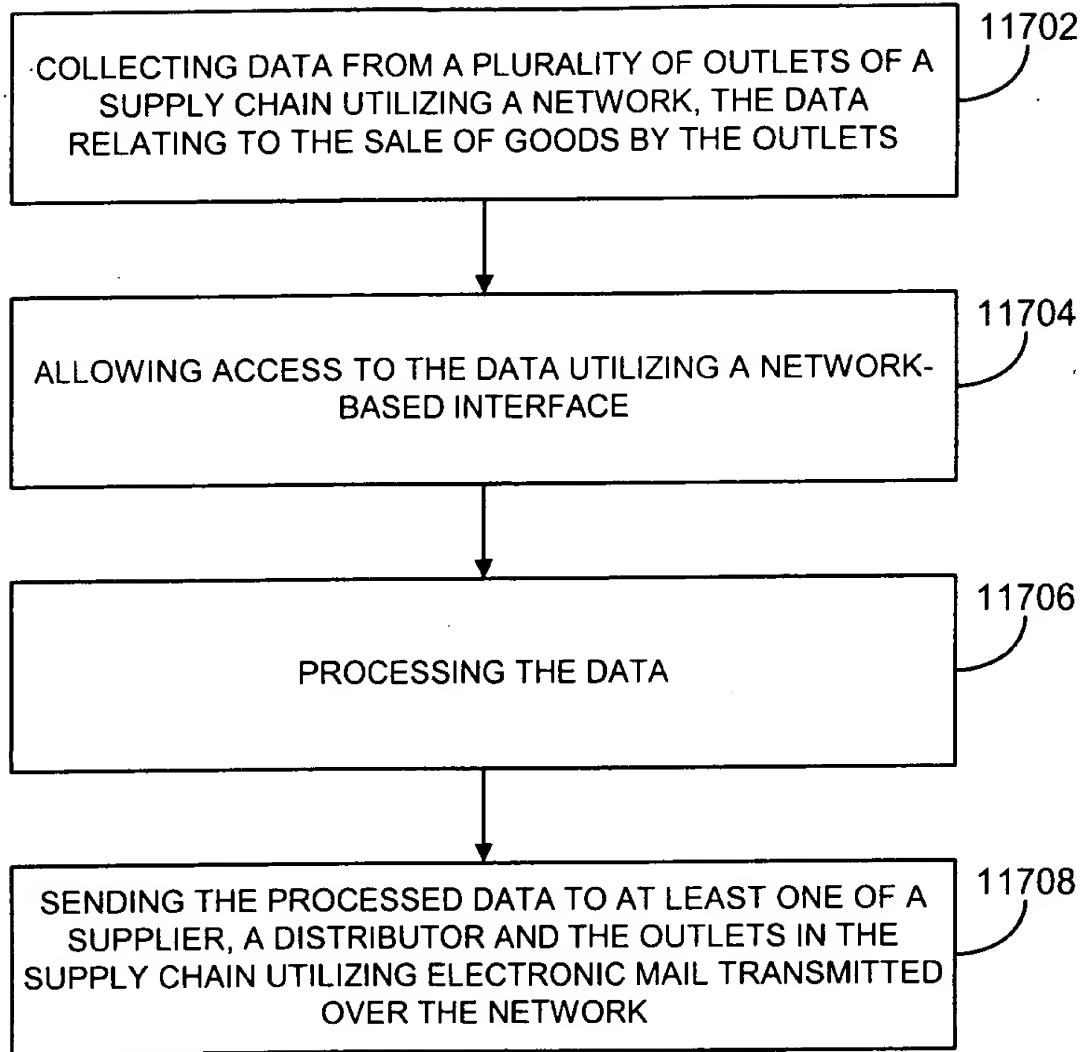 11702
COLLECTING DATA FROM A PLURALITY OF OUTLETS OF A
SUPPLY CHAIN UTILIZING A NETWORK, THE DATA
RELATING TO THE SALE OF GOODS BY THE OUTLETS
11704
ALLOWING ACCESS TO THE DATA UTILIZING A NETWORK-
BASED INTERFACE
11706
PROCESSING THE DATA
11708
SENDING THE PROCESSED DATA TO AT LEAST ONE OF A
SUPPLIER, A DISTRIBUTOR AND THE OUTLETS IN THE
SUPPLY CHAIN UTILIZING ELECTRONIC MAIL TRANSMITTED
OVER THE NETWORK